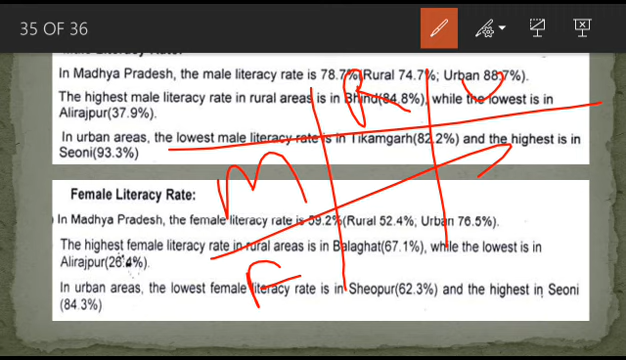 35 OF 36
In Madhya Pradesh, the male literacy rate is 78.7%(Rural 74.7%; Urban 88.7%).
The highest male literacy rate in rural areas is in Bhind(84.8%), while the lowest is in
Alirajpur(37.9%).
In urban areas, the lowest male literacy rate is in Tikamgarh(82.2%) and the highest is in
Seoni(93.3%)
R U
M
F
Female Literacy Rate:
In Madhya Pradesh, the female literacy rate is 59.2%(Rural 52.4%; Urban 76.5%).
The highest female literacy rate in rural areas is in Balaghat(67.1%), while the lowest is in
Alirajpur(26.4%).
In urban areas, the lowest female literacy rate is in Sheopur(62.3%) and the highest in Seoni
(84.3%)